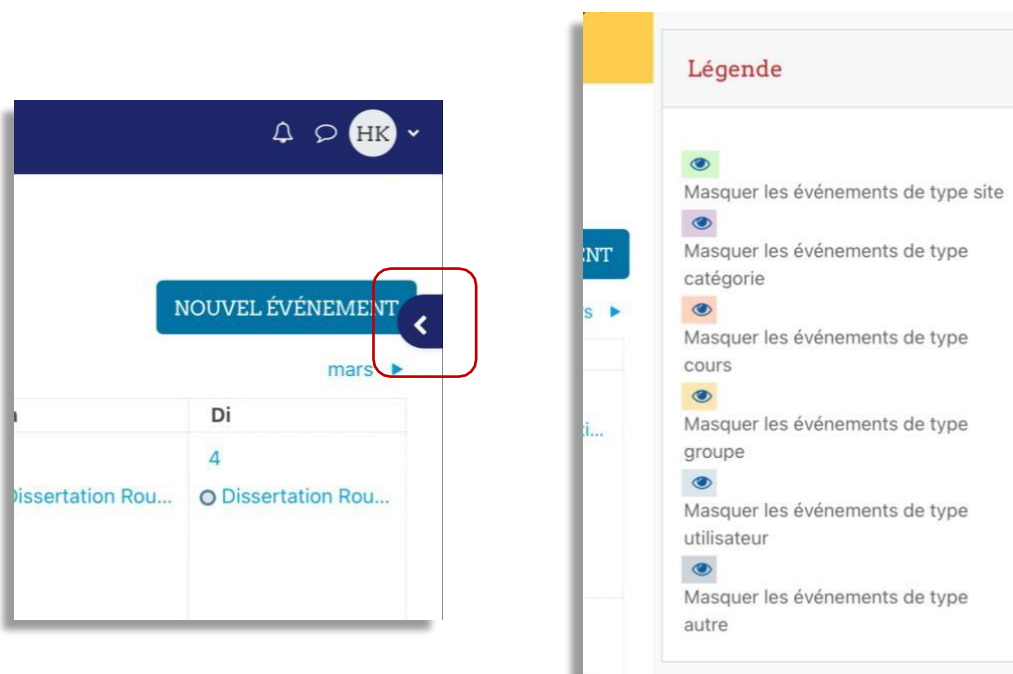 HK
NOUVEL ÉVÉNEMENT
mars
Di
4
Dissertation Rou...
Dissertation Rou...
Légende
Masquer les événements de type site
Masquer les événements de type
catégorie
Masquer les événements de type
cours
Masquer les événements de type
groupe
Masquer les événements de type
utilisateur
Masquer les événements de type
autre